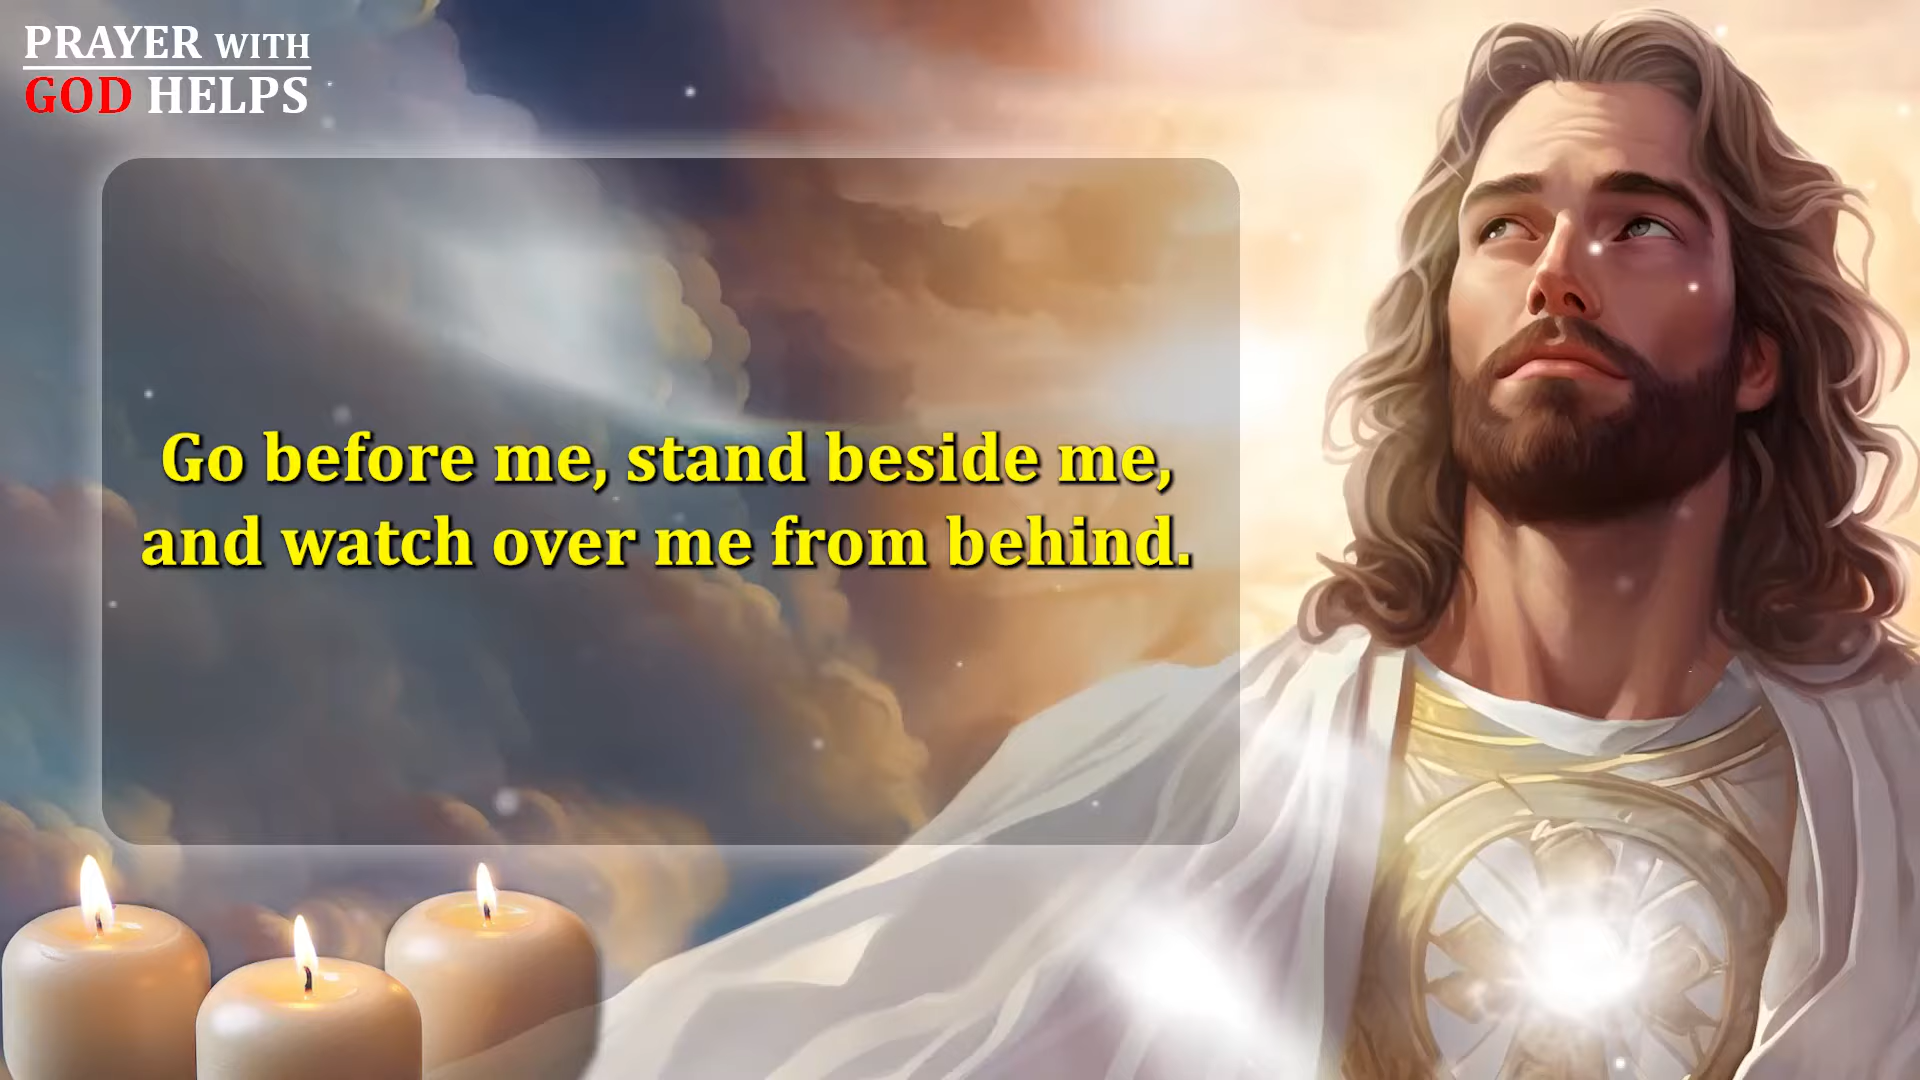 PRAYER WITH
GOD HELPS
Go before me, stand beside me,
and watch over me from behind.